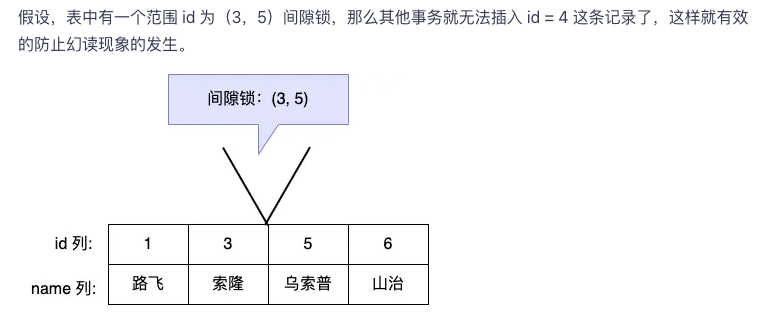 假设，表中有一个范围 id 为（3，5）间隙锁，那么其他事务就无法插入 id = 4 这条记录了，这样就有效
的防止幻读现象的发生。
间隙锁：(3, 5)
id 列: 1 3 5 6
name 列: 路飞 索隆 乌索普 山治